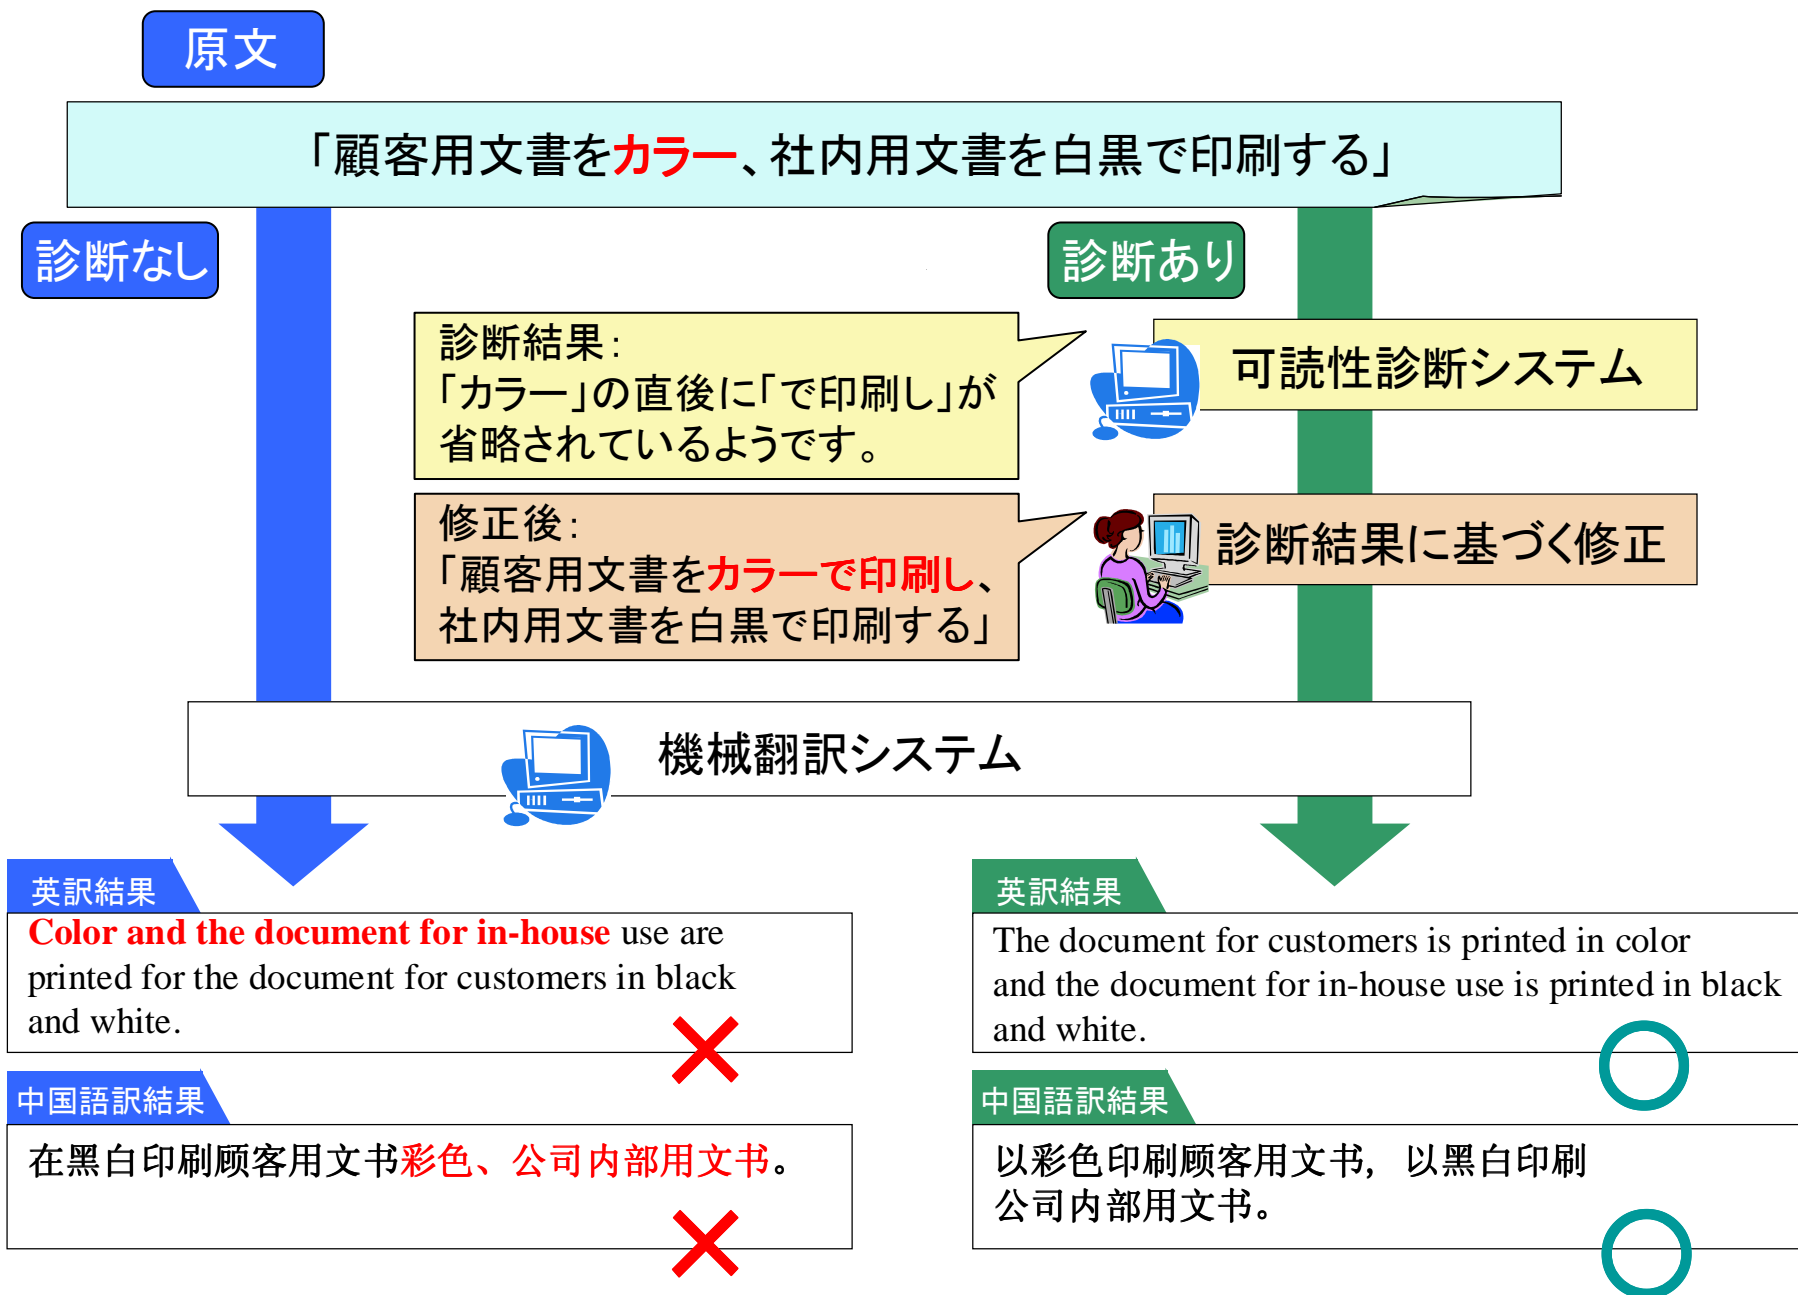 原文
「顧客用文書をカラー、社内用文書を白黒で印刷する」
診断なし
診断あり
診断結果：
「カラー」の直後に「で印刷し」が
省略されているようです。
可読性診断システム
修正後：
「顧客用文書をカラーで印刷し、
社内用文書を白黒で印刷する」
診断結果に基づく修正
機械翻訳システム
英訳結果
Color and the document for in-house use are
printed for the document for customers in black
and white.
中国語訳結果
在黑白印刷顾客用文书彩色、公司内部用文书。
英訳結果
The document for customers is printed in color
and the document for in-house use is printed in black
and white.
中国語訳結果
以彩色印刷顾客用文书，以黑白印刷
公司内部用文书。